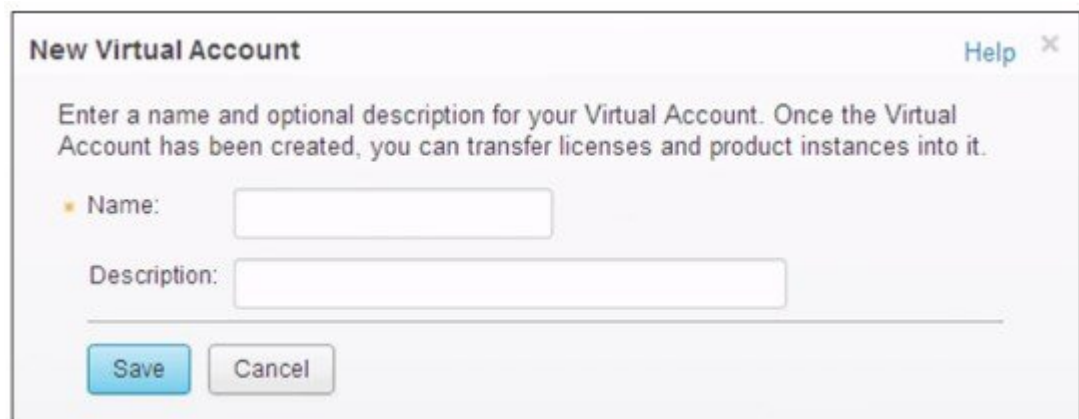 New Virtual Account
Help
Enter a name and optional description for your Virtual Account. Once the Virtual
Account has been created, you can transfer licenses and product instances into it.
Name:
Description:
Save
Cancel